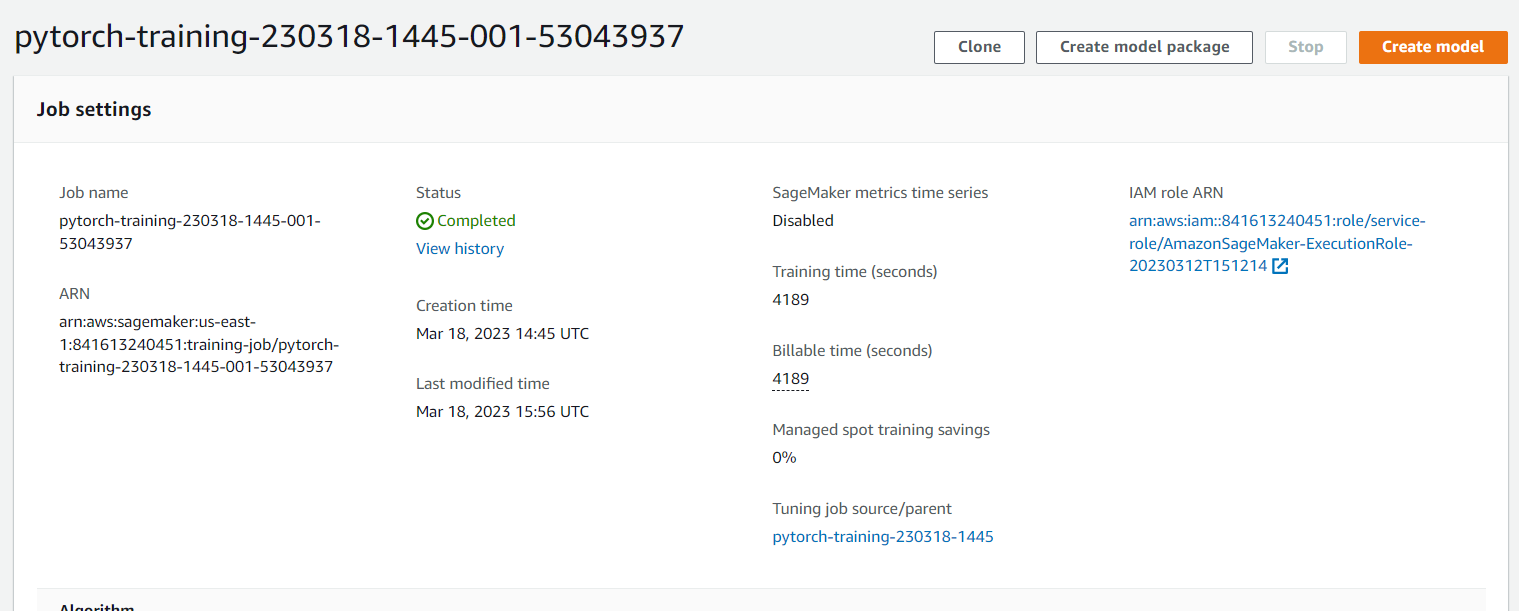 pytorch-training-230318-1445-001-53043937
Clone
Create model package
Stop
Create model
Job settings
Job name
pytorch-training-230318-1445-001-
53043937
ARN
arn:aws:sagemaker:us-east-
1:841613240451:training-job/pytorch-
training-230318-1445-001-53043937
Status
Completed
View history
Creation time
Mar 18, 2023 14:45 UTC
Last modified time
Mar 18, 2023 15:56 UTC
SageMaker metrics time series
Disabled
Training time (seconds)
4189
Billable time (seconds)
4189
Managed spot training savings
0%
Tuning job source/parent
pytorch-training-230318-1445
IAM role ARN
arn:aws:iam::841613240451:role/service-
role/AmazonSageMaker-ExecutionRole-
20230312T151214
Algorithm